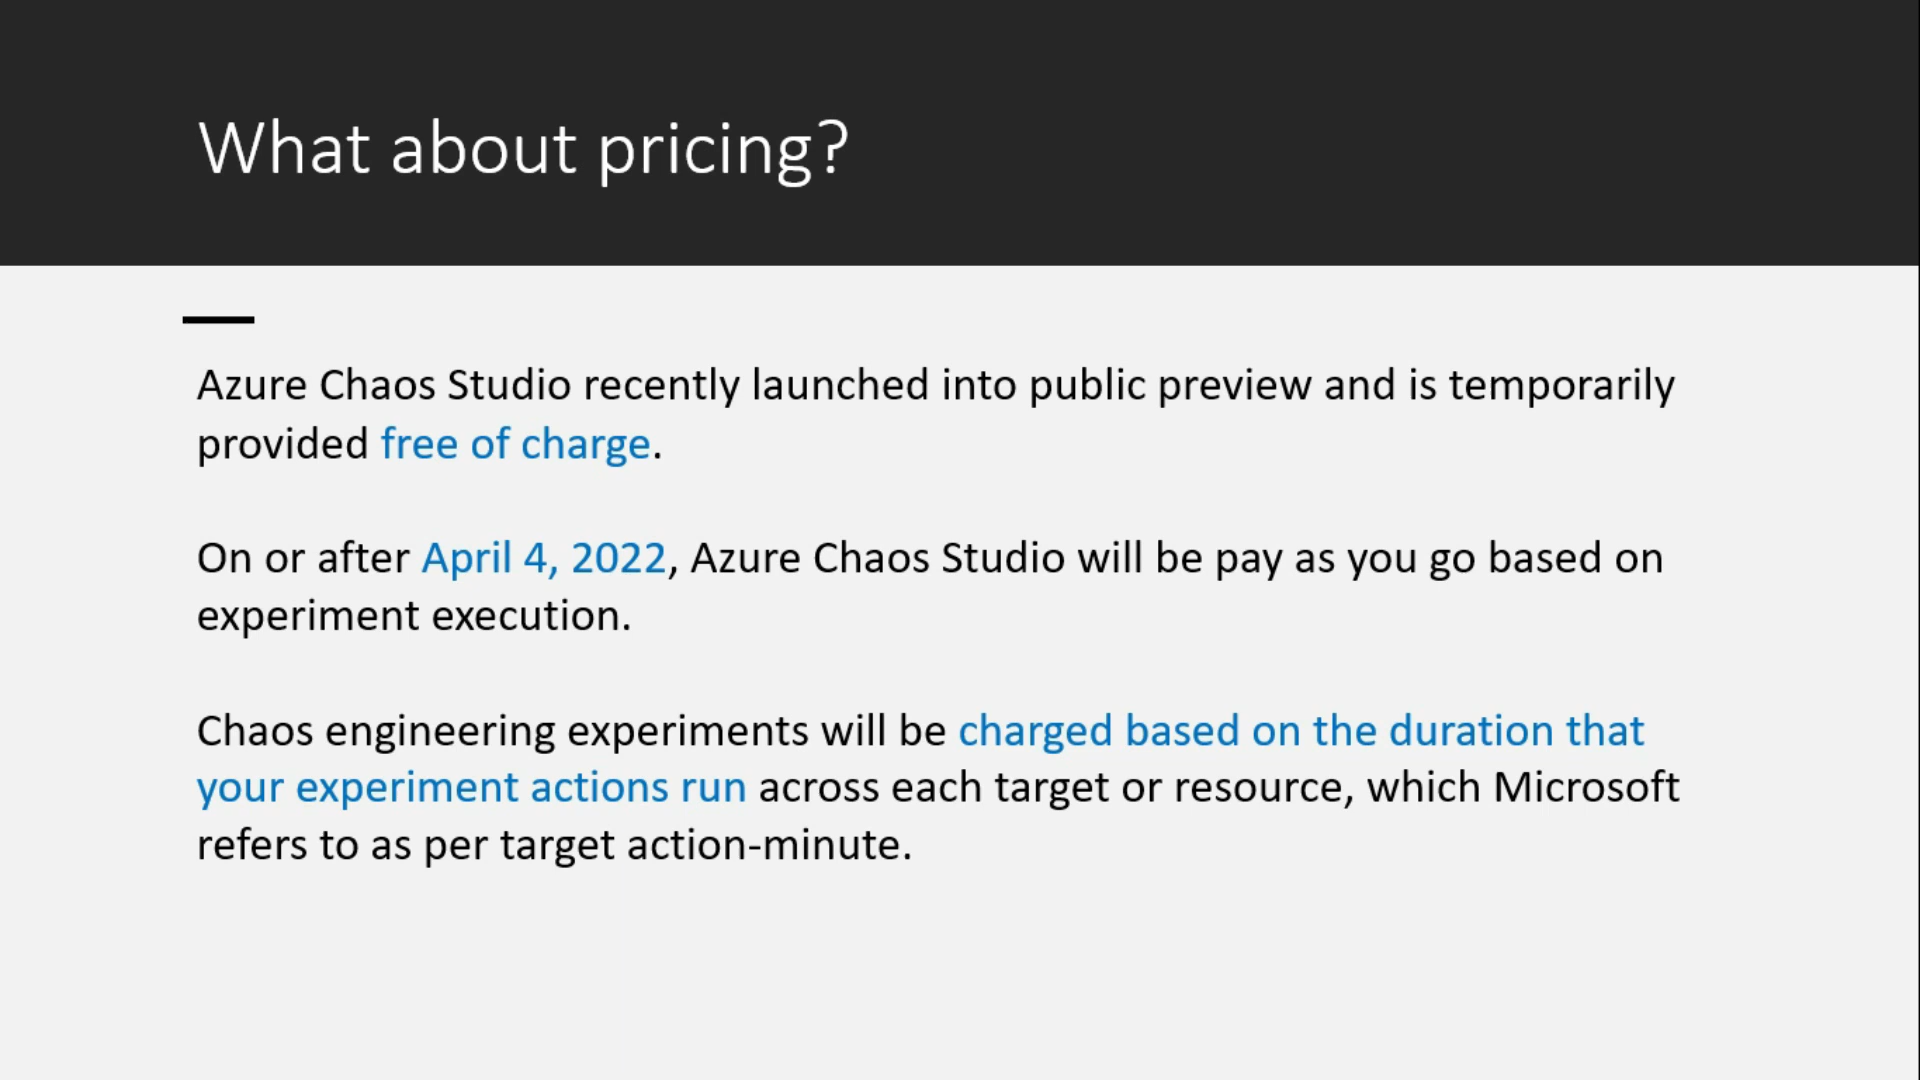 What about pricing?
Azure Chaos Studio recently launched into public preview and is temporarily
provided free of charge.
On or after April 4, 2022, Azure Chaos Studio will be pay as you go based on
experiment execution.
Chaos engineering experiments will be charged based on the duration that
your experiment actions run across each target or resource, which Microsoft
refers to as per target action-minute.